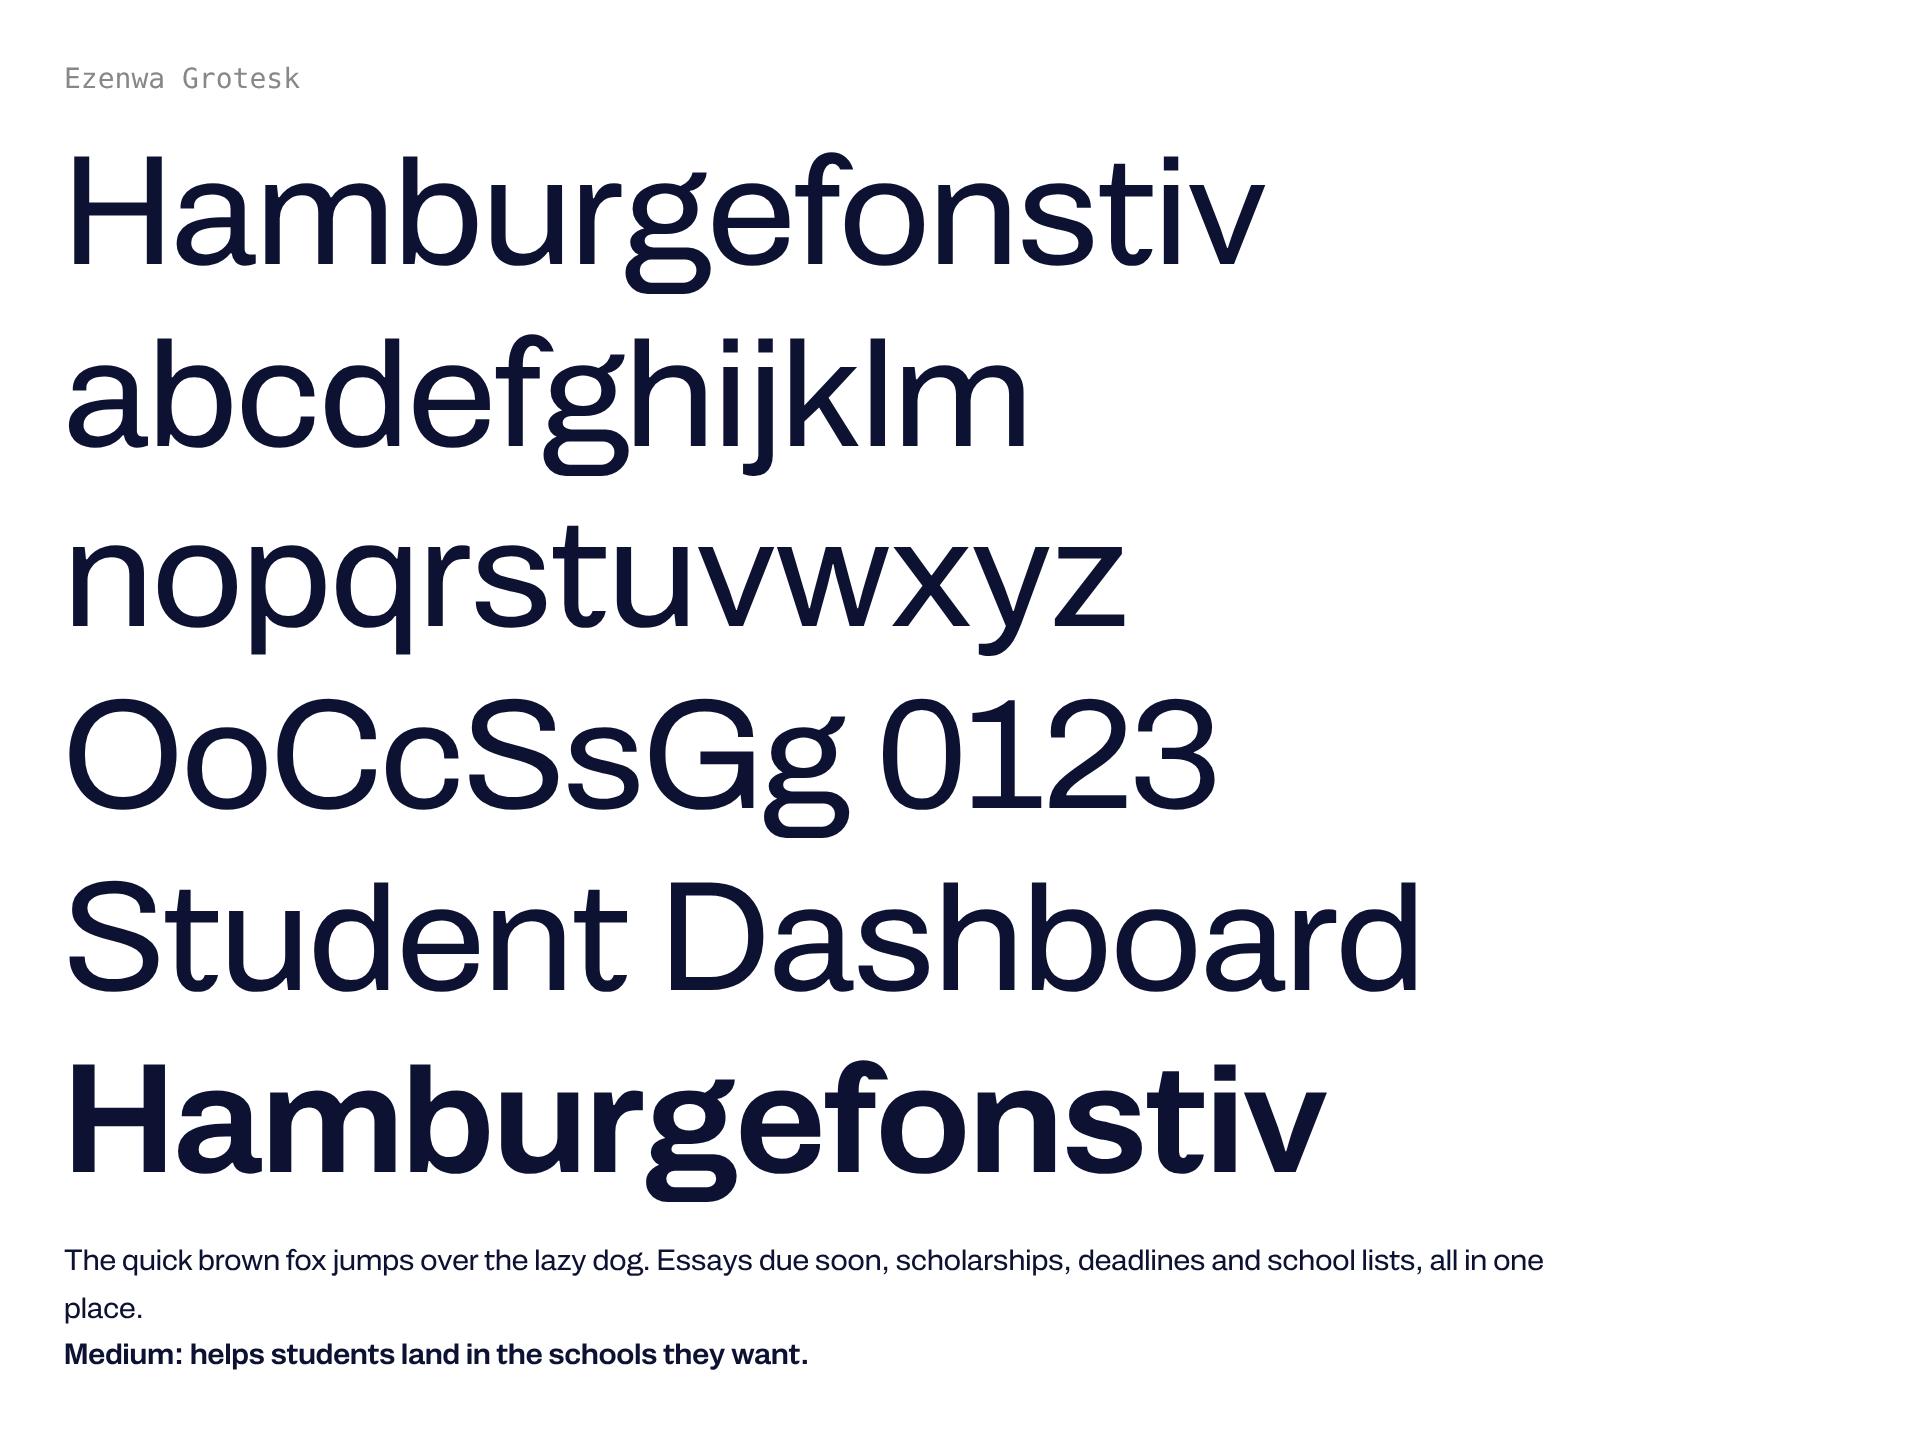 Ezenwa Grotesk
Hamburgefonstiv
abcdefghijklm
nopqrstuvwxyz
OoCcSsGg 0123
Student Dashboard
Hamburgefonstiv
The quick brown fox jumps over the lazy dog. Essays due soon, scholarships, deadlines and school lists, all in one
place.
Medium: helps students land in the schools they want.